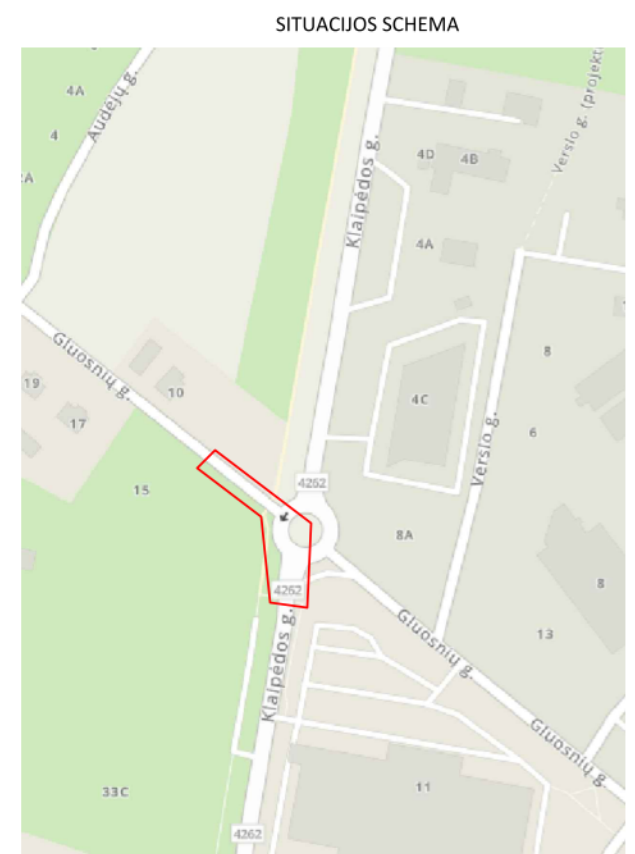 SITUACIJOS SCHEMA
4A
Audėjų g.
4
Klaipėdos g.
4D
4B
Verslo g. (projekt
4A
8
Gluosnių g.
19
10
17
4C
6
Verslo g.
15
4262
8A
4262
8
Gluosnių g.
13
Klaipėdos g.
Gluosnių g.
33C
11
4262